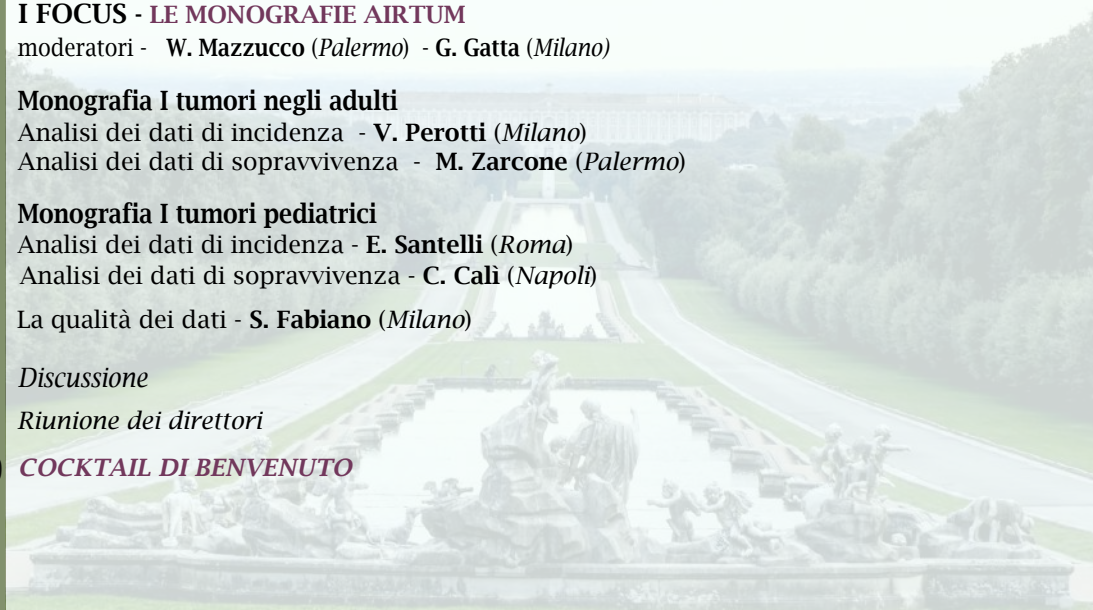 I FOCUS - LE MONOGRAFIE AIRTUM
moderatori - W. Mazzucco (Palermo) - G. Gatta (Milano)
Monografia I tumori negli adulti
Analisi dei dati di incidenza - V. Perotti (Milano)
Analisi dei dati di sopravvivenza - M. Zarcone (Palermo)
Monografia I tumori pediatrici
Analisi dei dati di incidenza - E. Santelli (Roma)
Analisi dei dati di sopravvivenza - C. Calì (Napoli)
La qualità dei dati - S. Fabiano (Milano)
Discussione
Riunione dei direttori
COCKTAIL DI BENVENUTO